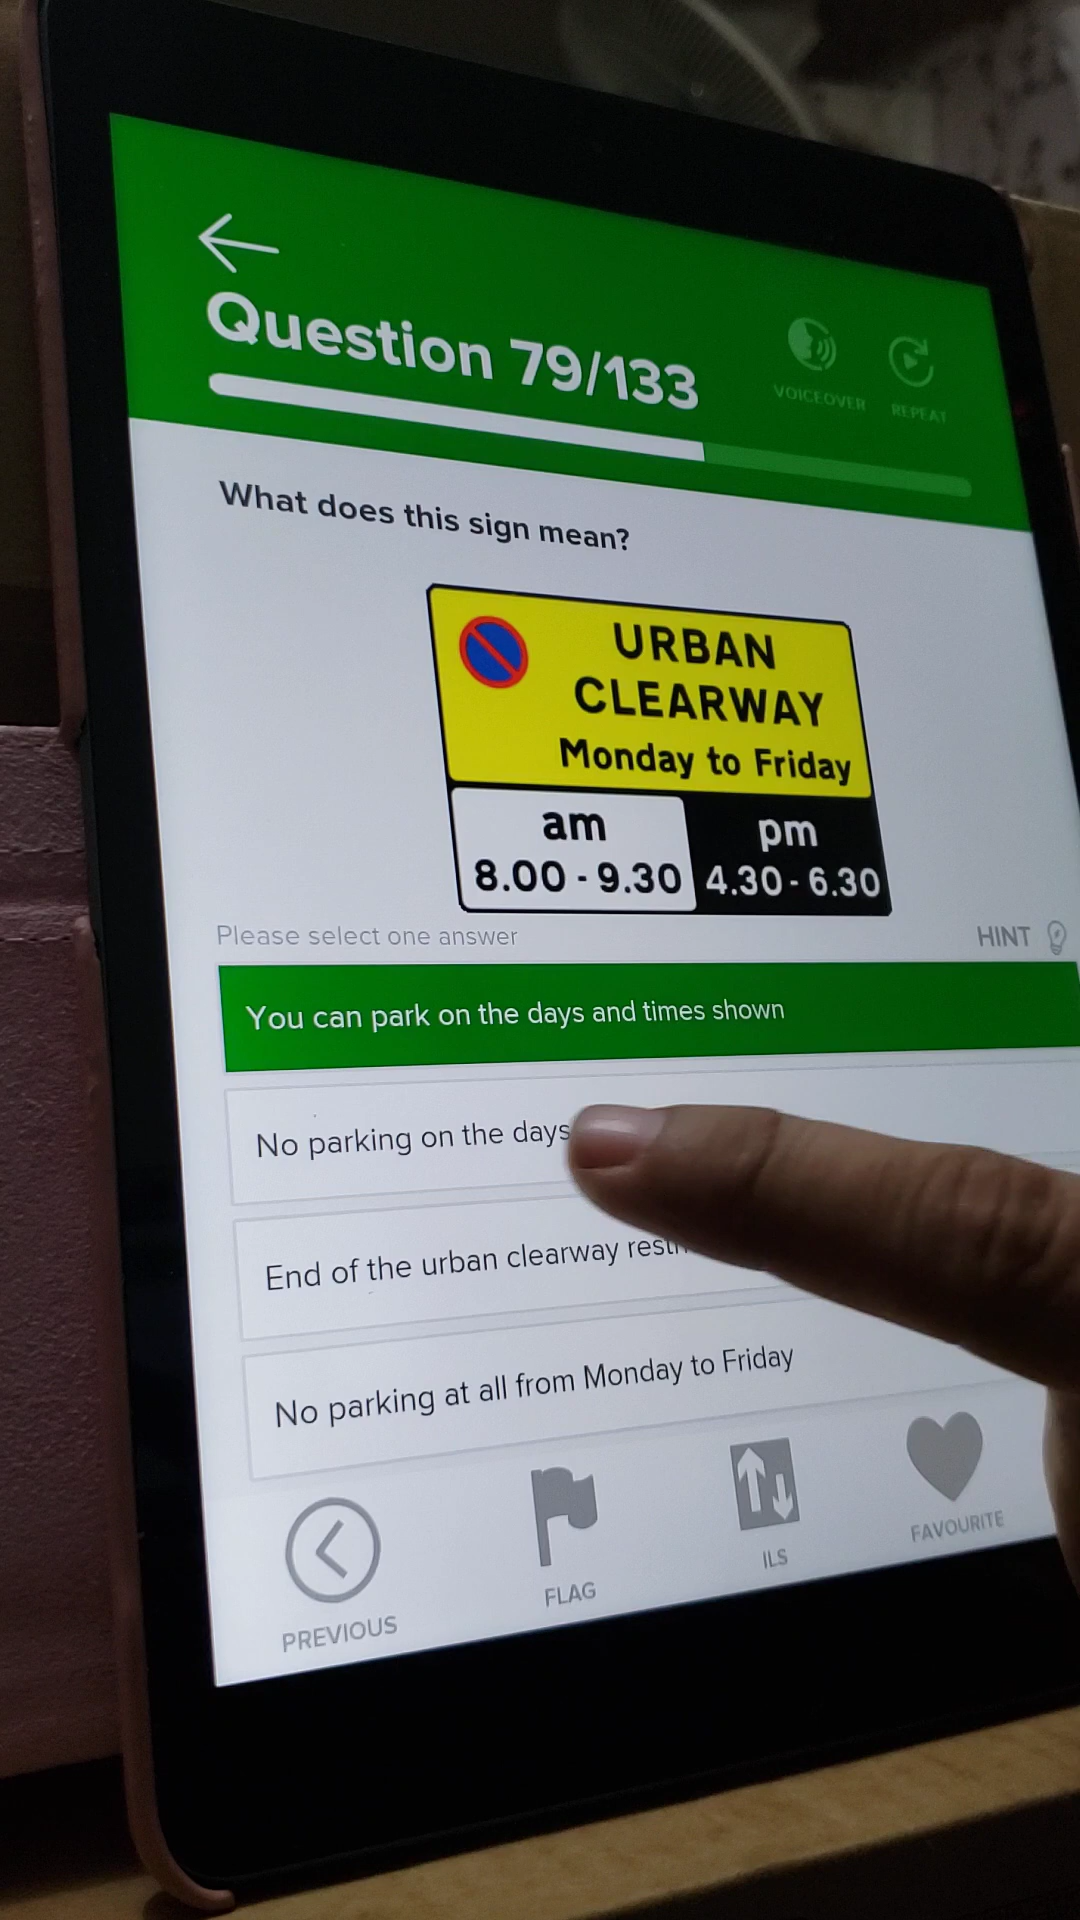 Question 79/133
VOICEOVER
REPEAT
What does this sign mean?
URBAN
CLEARWAY
Monday to Friday
am
8.00 - 9.30
pm
4.30 - 6.30
Please select one answer
HINT
You can park on the days and times shown
No parking on the days
End of the urban clearway
No parking at all from Monday to Friday
PREVIOUS
FLAG
ILS
FAVOURITE